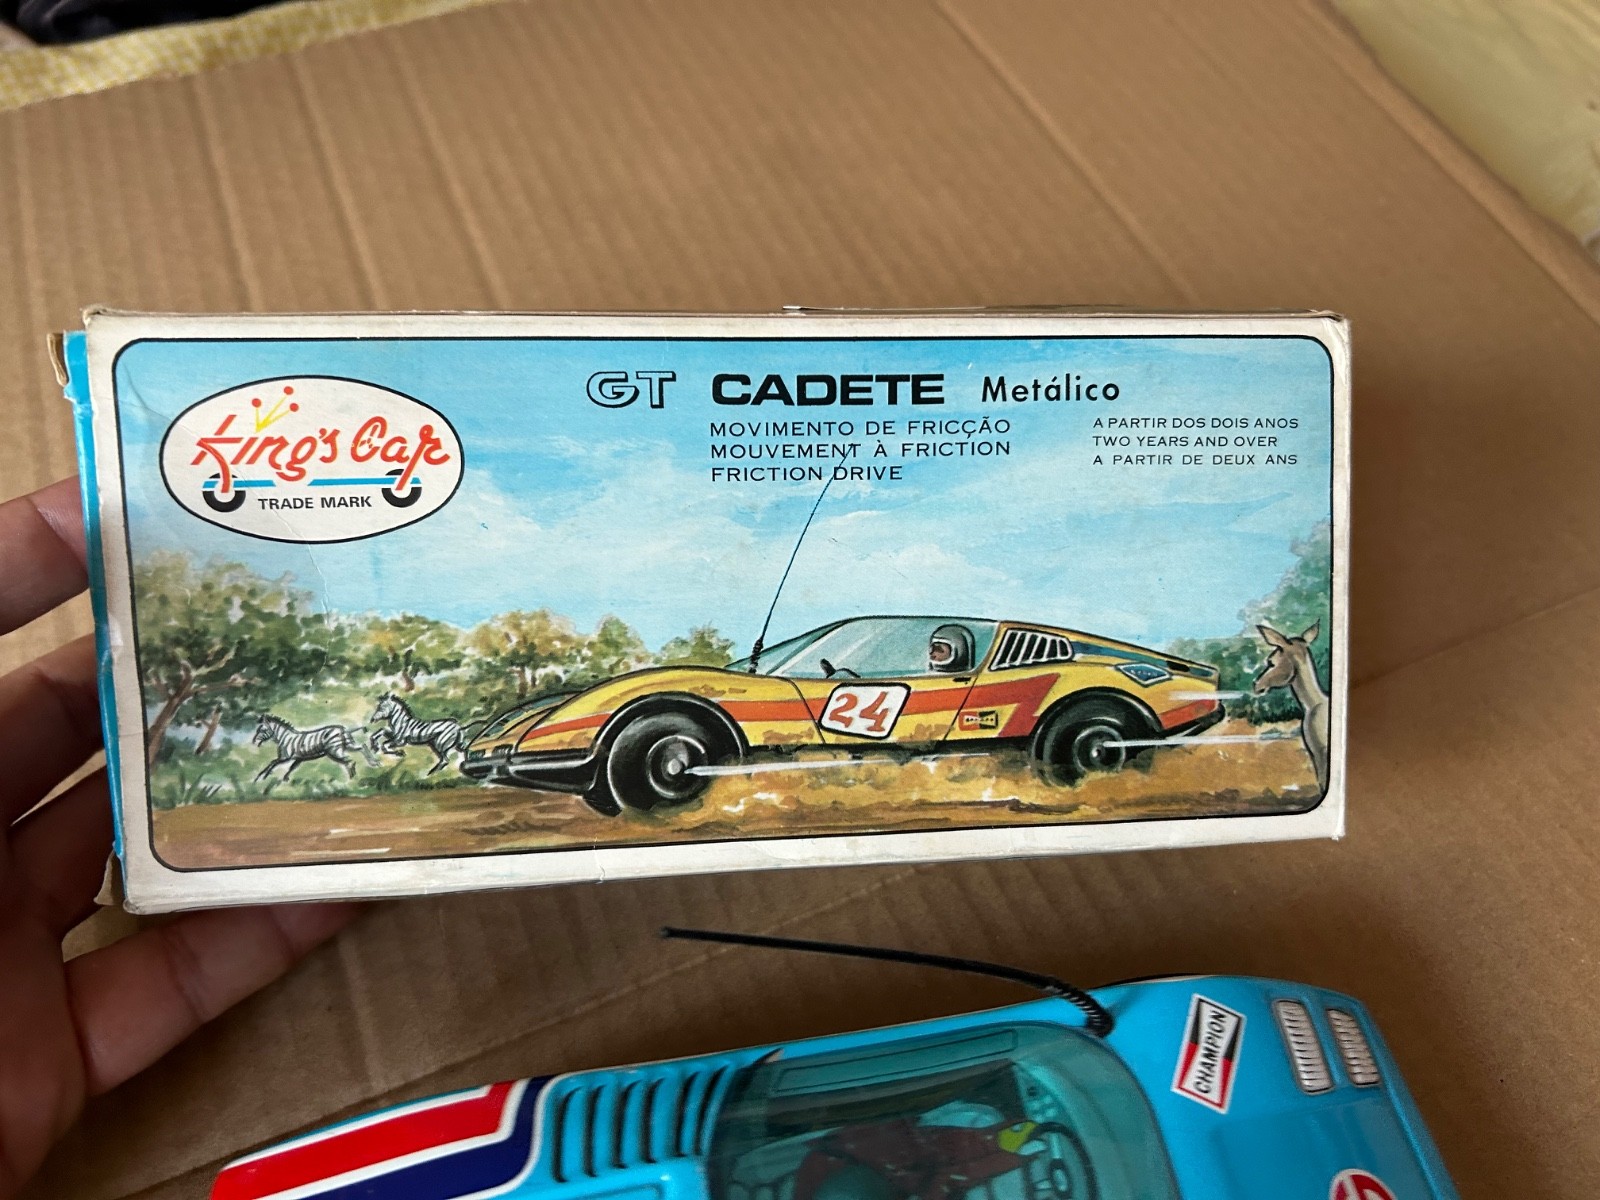 King's Car
TRADE MARK
GT CADETE Metálico
MOVIMENTO DE FRICÇÃO
MOUVEMENT À FRICTION
FRICTION DRIVE
A PARTIR DOS DOIS ANOS
TWO YEARS AND OVER
A PARTIR DE DEUX ANS
24
CHAMPION